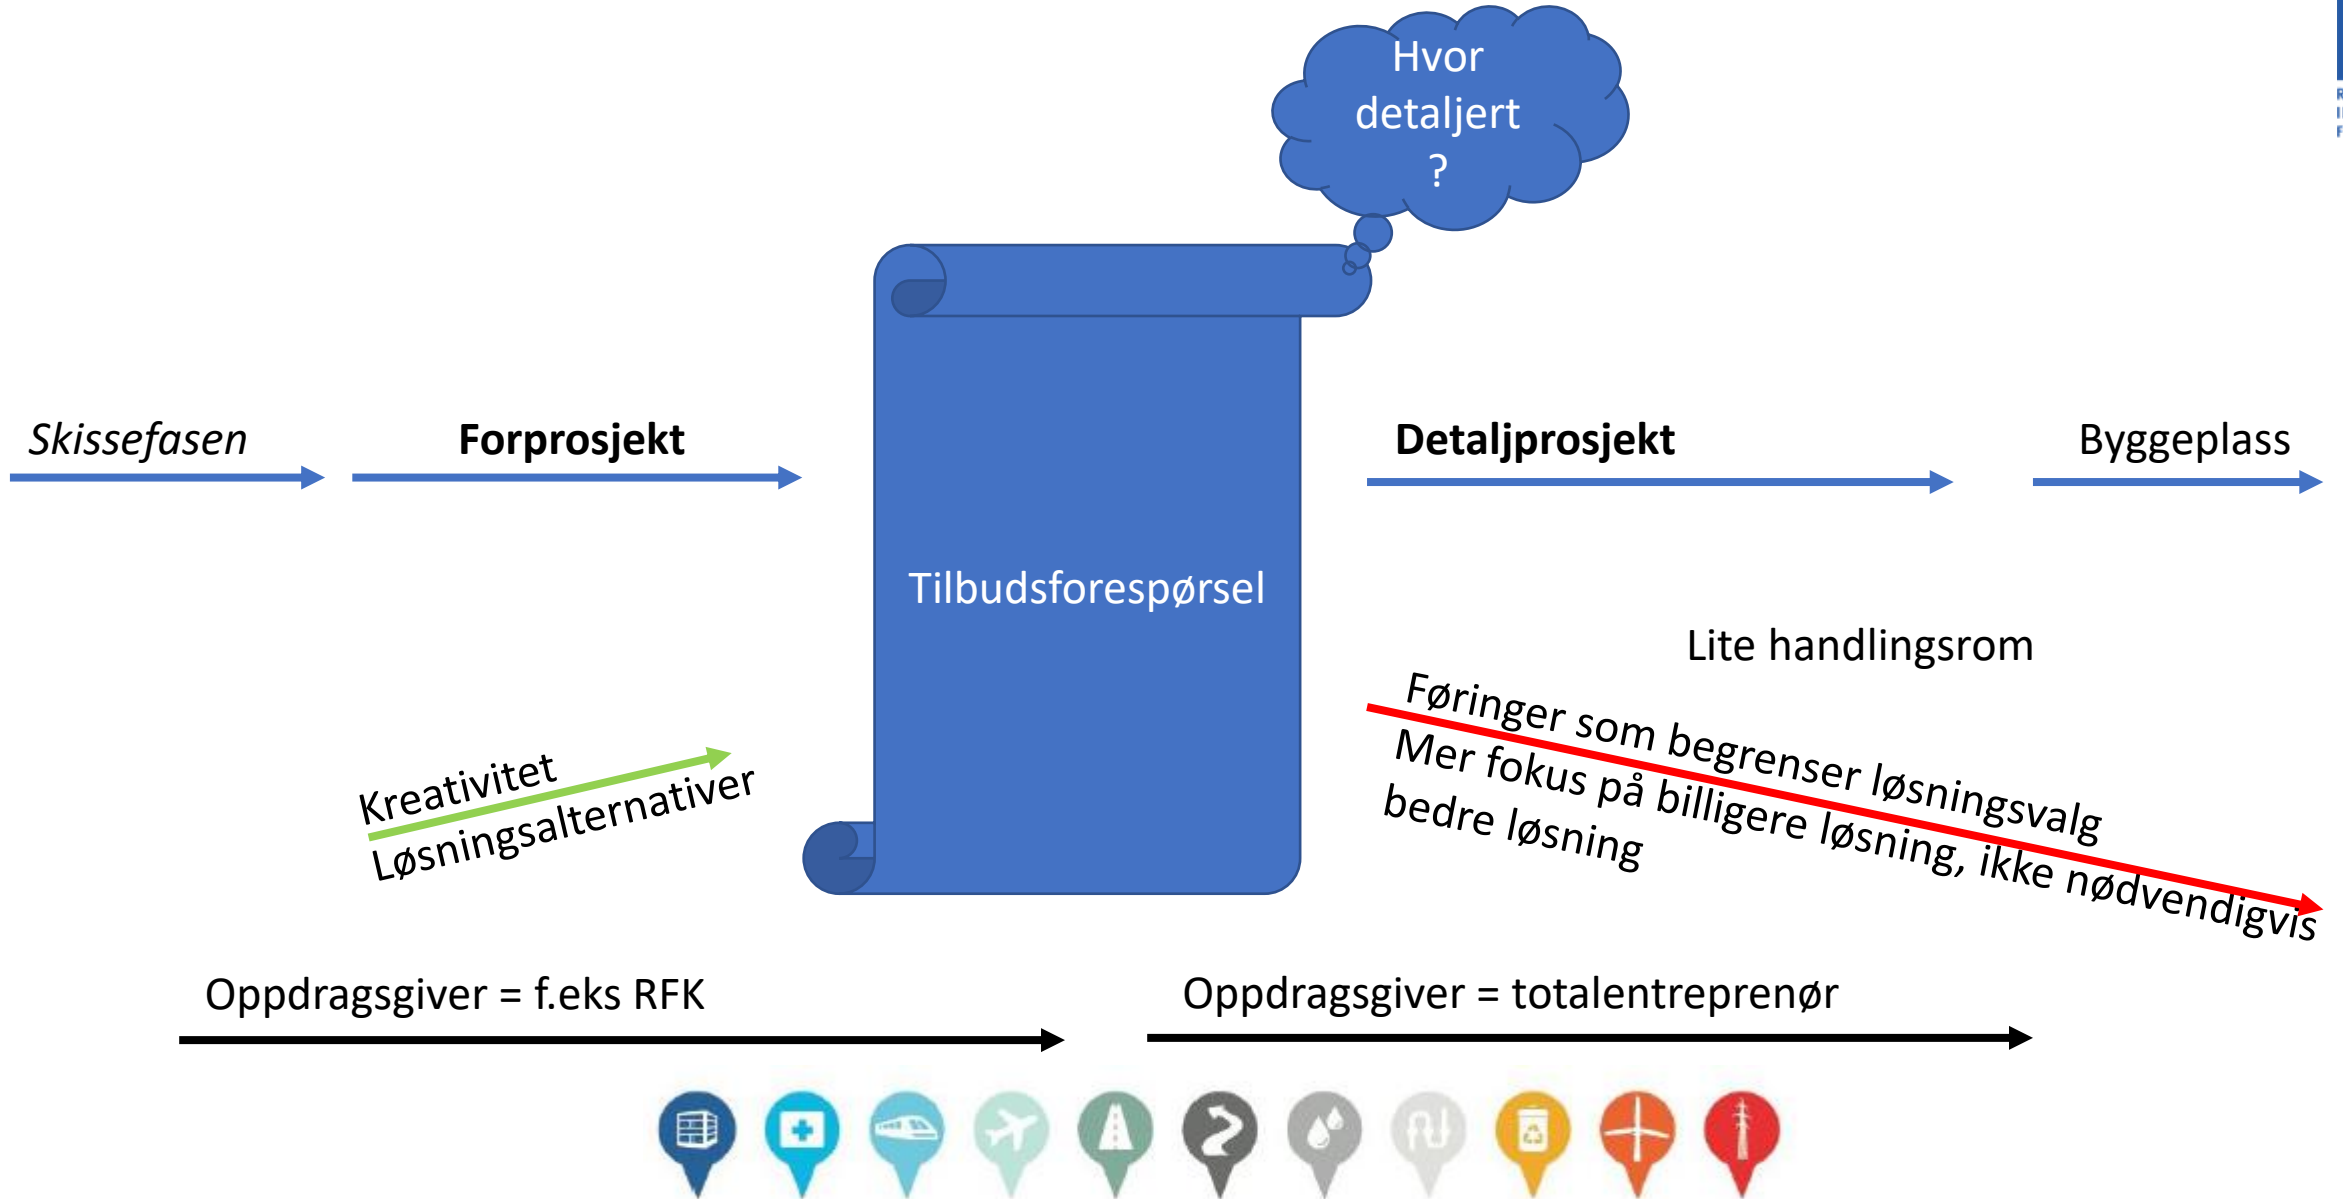 Hvor
detaljert
?
Skissefasen
Forprosjekt
Detaljprosjekt
Byggeplass
Tilbudsforespørsel
Lite handlingsrom
Kreativitet
Løsningsalternativer
Føringer som begrenser løsningsvalg
Mer fokus på billigere løsning, ikke nødvendigvis
bedre løsning
Oppdragsgiver = f.eks RFK
Oppdragsgiver = totalentreprenør